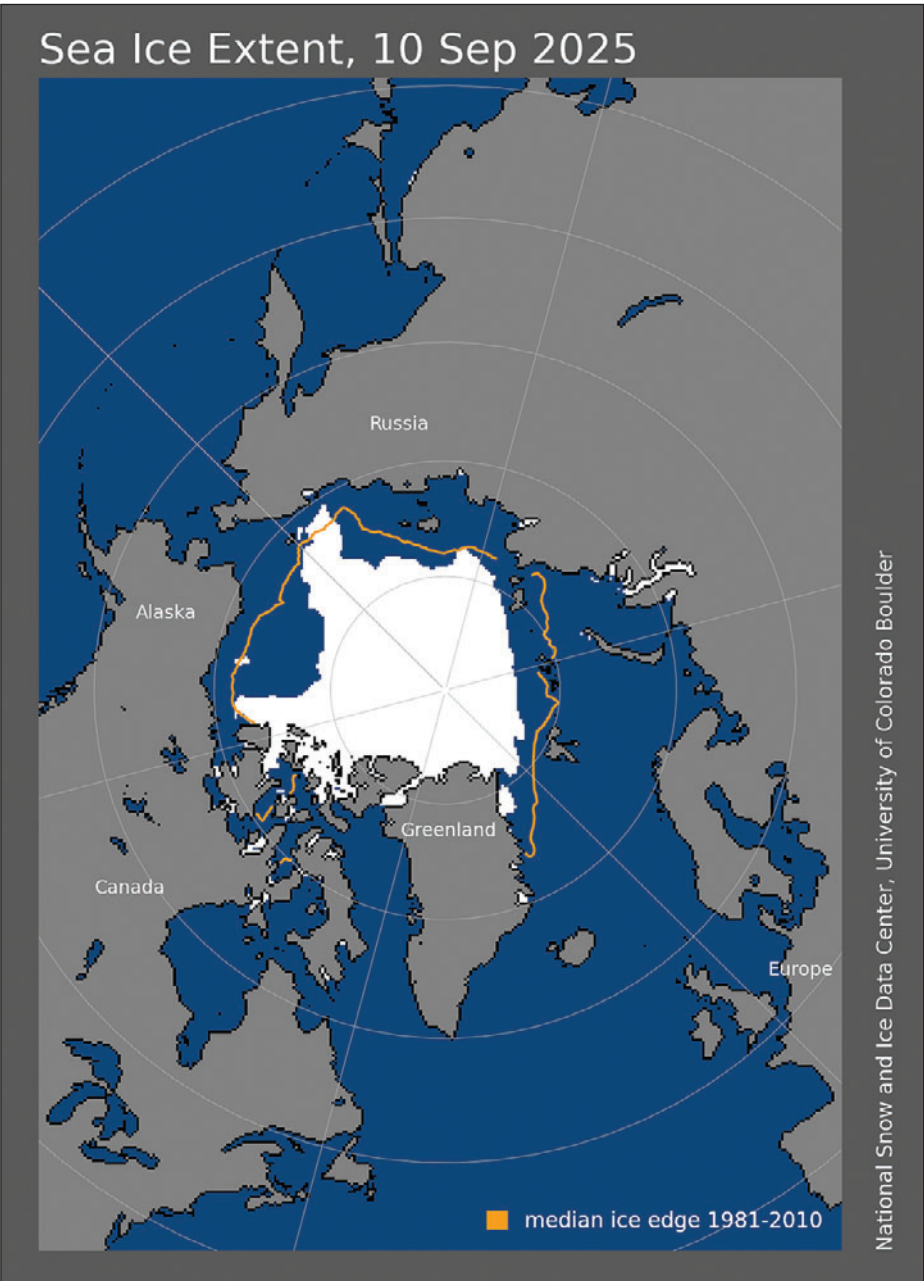 Sea Ice Extent, 10 Sep 2025
Russia
Alaska
Greenland
Canada
Europe
median ice edge 1981-2010
National Snow and Ice Data Center, University of Colorado Boulder